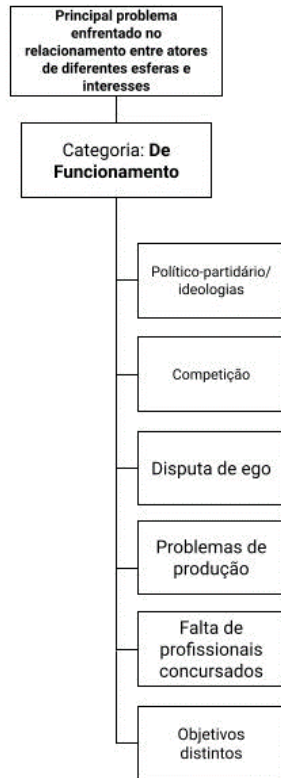 Principal problema
enfrentado no
relacionamento entre atores
de diferentes esferas e
interesses
Categoria: De
Funcionamento
Político-partidário/
ideologias
Competição
Disputa de ego
Problemas de
produção
Falta de
profissionais
concursados
Objetivos
distintos